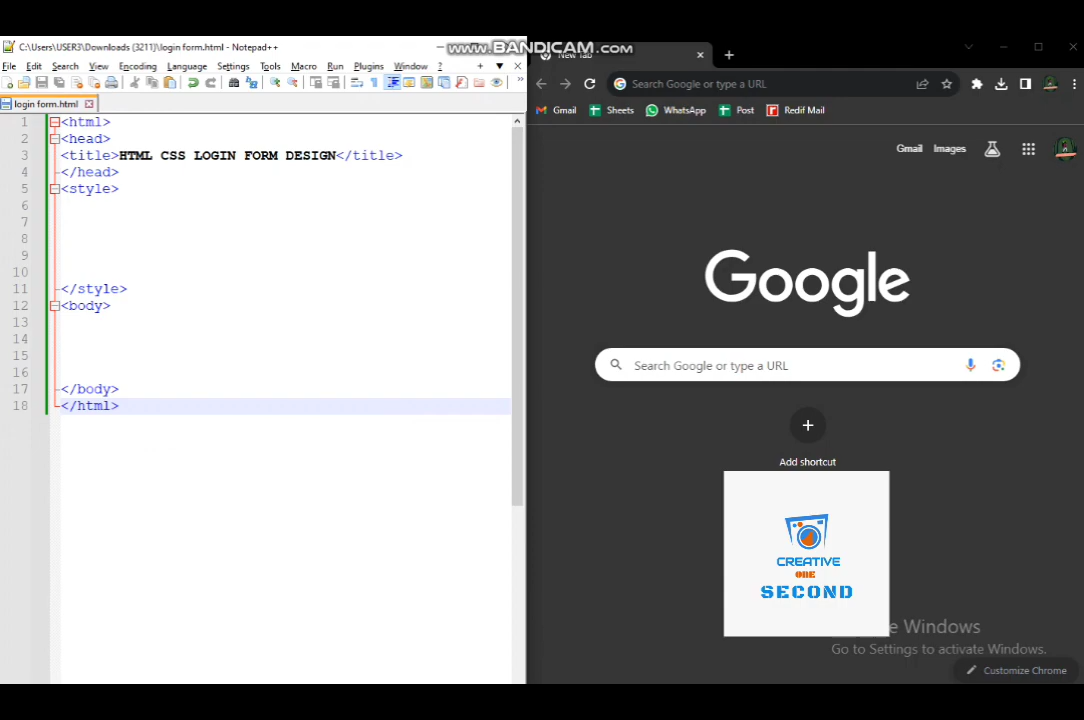 C:\Users\USER3\Downloads (3211)\login form.html - Notepad++
www.BANDICAM.com
File Edit Search View Encoding Language Settings Tools Macro Run Plugins Window ?
login form.html
1 <html>
2 <head>
3 <title>HTML CSS LOGIN FORM DESIGN</title>
4 </head>
5 <style>
6
7
8
9
10
11 </style>
12 <body>
13
14
15
16
17 </body>
18 </html>
New Tab
Search Google or type a URL
Gmail Sheets WhatsApp Post Redif Mail
Gmail Images
Google
Search Google or type a URL
Add shortcut
CREATIVE
ONE
SECOND
Windows
Go to Settings to activate Windows.
Customize Chrome